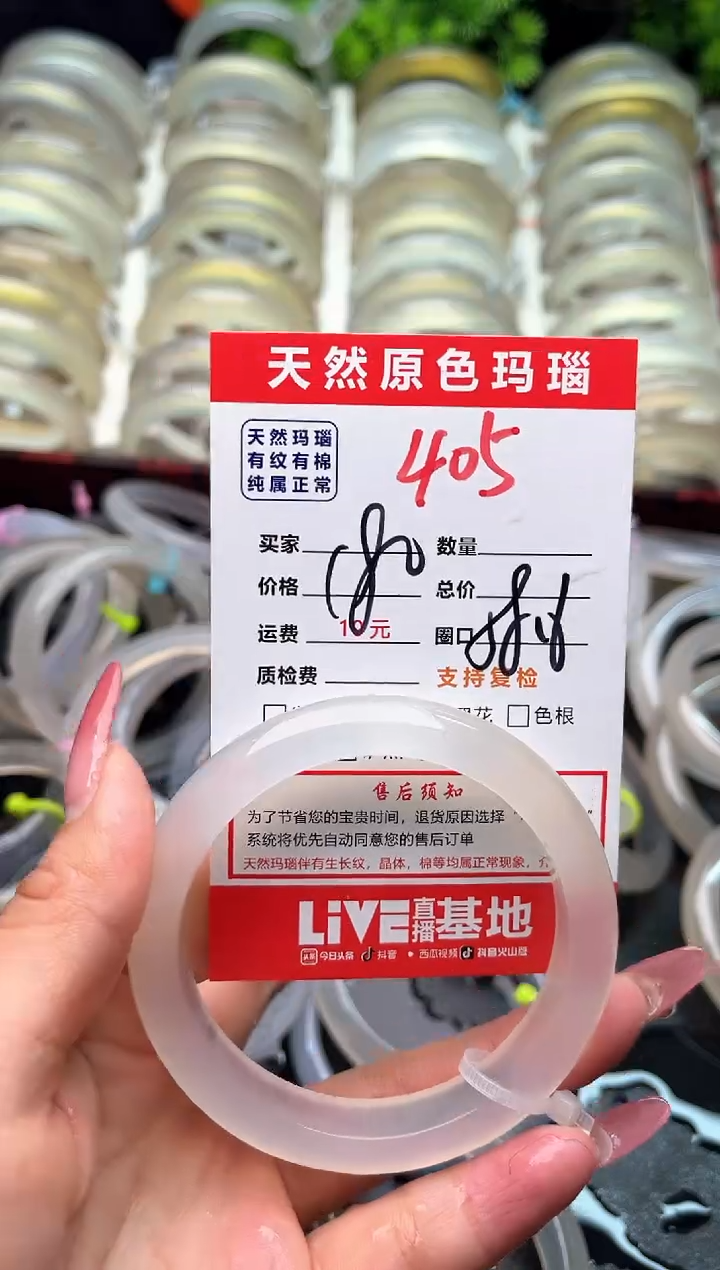 天然原色玛瑙
天然玛瑙
有纹有棉
纯属正常
405
买家 数量
价格 总价
运费 10元 圈口
质检费 支持复检
花 色根
售后须知
为了节省您的宝贵时间，退货原因选择“
系统将优先自动同意您的售后订单
天然玛瑙伴有生长纹，晶体，棉等均属正常现象，介
LiVE直播基地
头条 今日头条 抖音 西瓜视频 抖音火山版